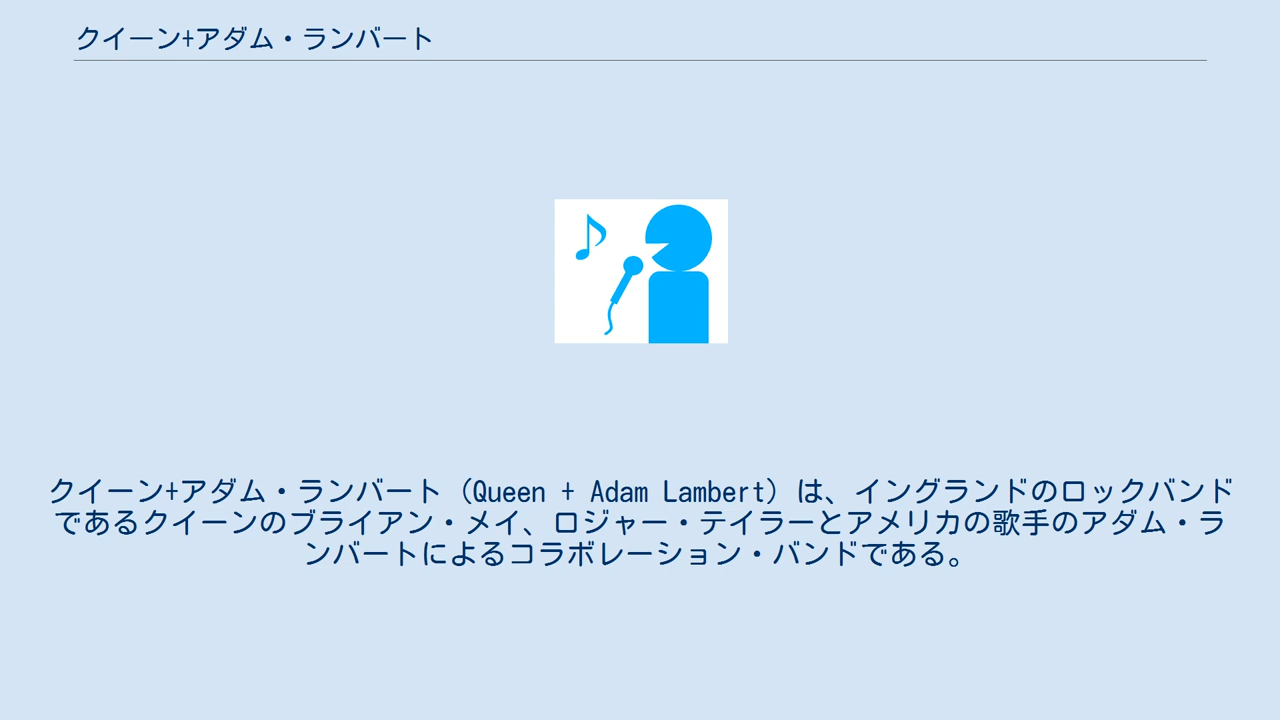 クイーン+アダム・ランバート
クイーン+アダム・ランバート（Queen + Adam Lambert）は、イングランドのロックバンド
であるクイーンのブライアン・メイ、ロジャー・テイラーとアメリカの歌手のアダム・ラ
ンバートによるコラボレーション・バンドである。